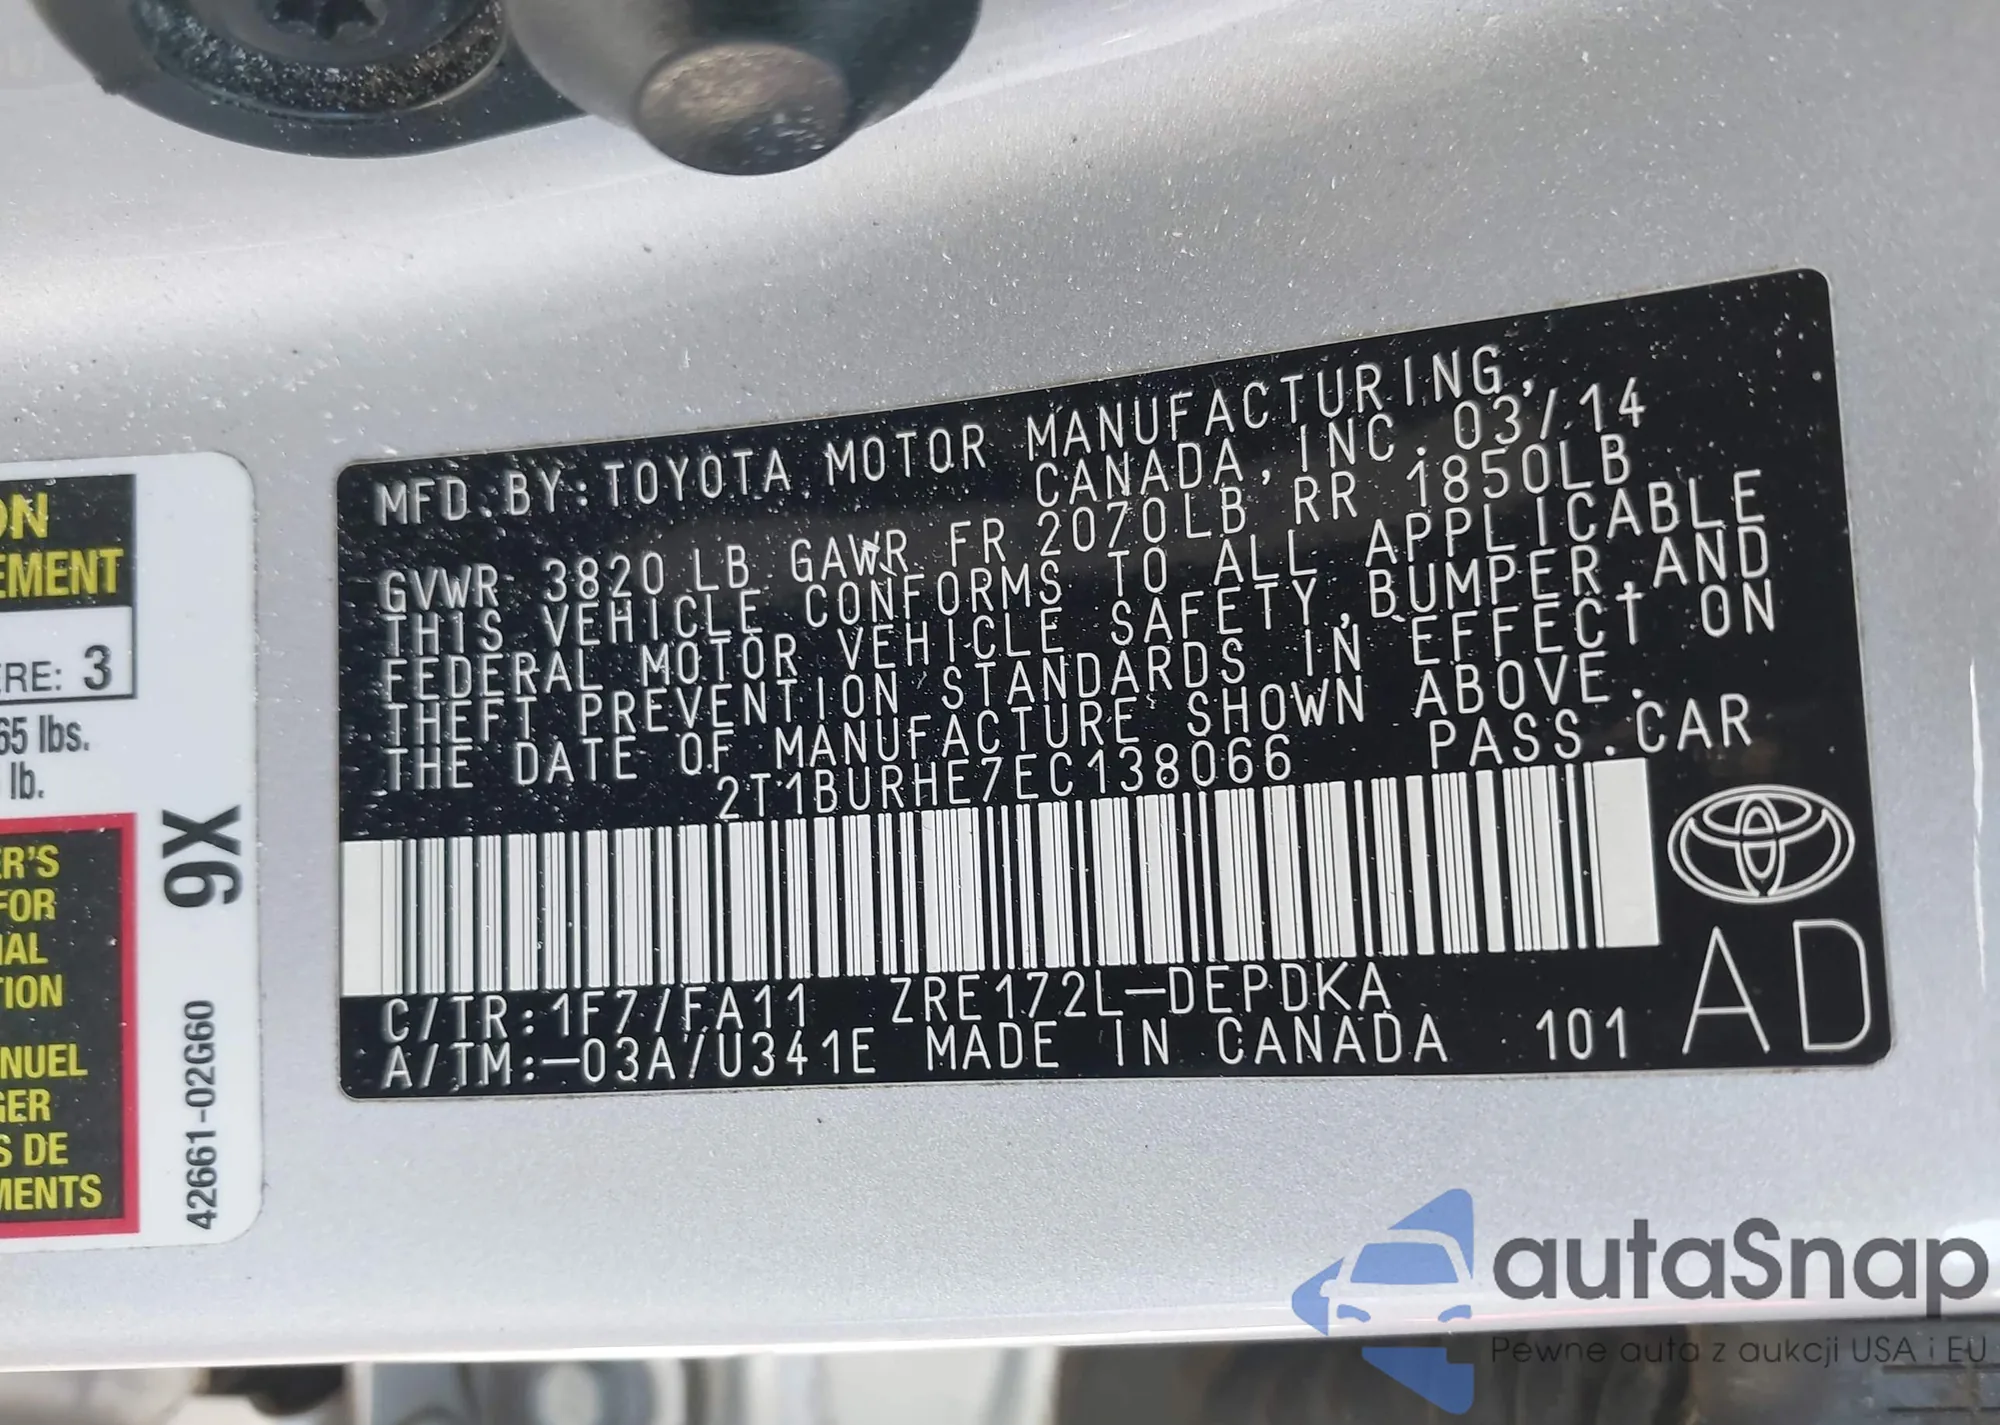 ON
EMENT
ERE: 3
65 lbs.
lb.
ER'S
FOR
NAL
TION
ANUEL
GER
S DE
MENTS
9X
42661-02G60
MFD.BY:TOYOTA MOTOR MANUFACTURING,
CANADA, INC. 03/14
GVWR 3820 LB GAWR FR 2070LB RR 1850LB
THIS VEHICLE CONFORMS TO ALL APPLICABLE
FEDERAL MOTOR VEHICLE SAFETY, BUMPER, AND
THEFT PREVENTION STANDARDS IN EFFECT ON
THE DATE OF MANUFACTURE SHOWN ABOVE.
2T1BURHE7EC138066 PASS.CAR
C/TR:1F7/FA11 ZRE172L-DEPDKA
A/TM:-03A/U341E MADE IN CANADA 101
AD
autaSnap
Pewne auta z aukcji USA i EU